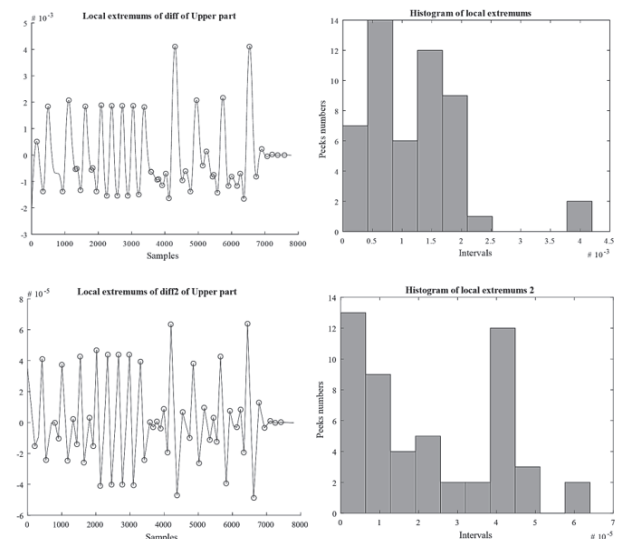 # 10 -3
Local extremums of diff of Upper part
5
4
3
2
1
0
-1
-2
-3
0 1000 2000 3000 4000 5000 6000 7000 8000
Samples
Histogram of local extremums
Peeks numbers
14
12
10
8
6
4
2
0
0 0.5 1 1.5 2 2.5 3 3.5 4 4.5
Intervals # 10 -3
# 10 -5
Local extremums of diff2 of Upper part
8
6
4
2
0
-2
-4
-6
0 1000 2000 3000 4000 5000 6000 7000 8000
Samples
Histogram of local extremums 2
Peeks numbers
14
12
10
8
6
4
2
0
0 1 2 3 4 5 6 7
Intervals # 10 -5